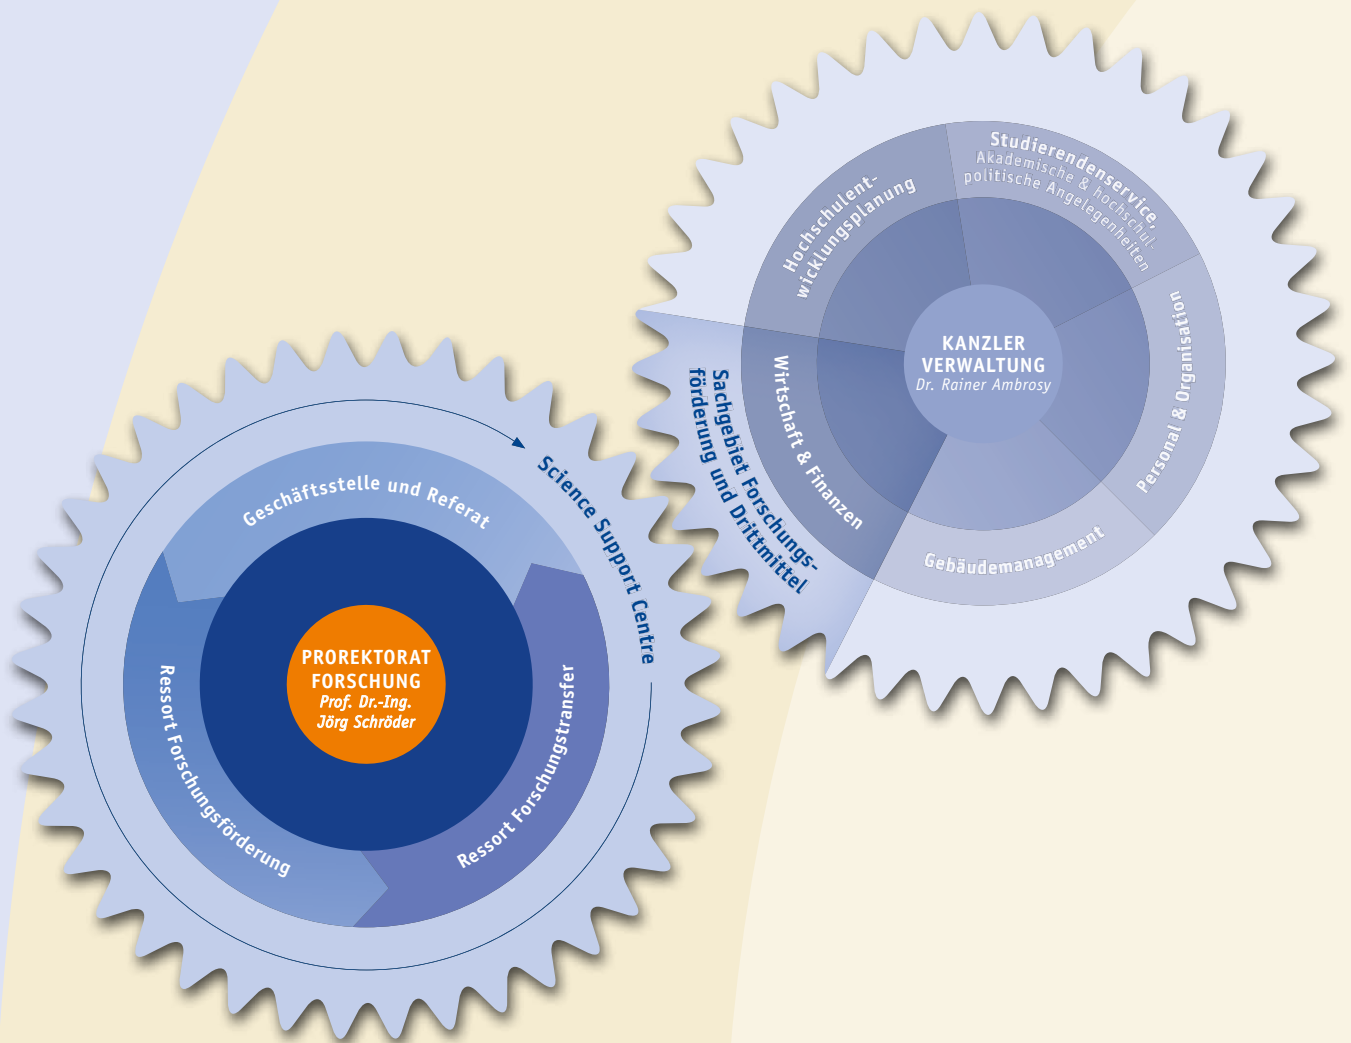 Studierendenservice,
Akademische & hochschul-
politische Angelegenheiten
Hochschulent-
wicklungsplanung
Personal & Organisation
KANZLER
VERWALTUNG
Dr. Rainer Ambrosy
Wirtschaft & Finanzen
Sachgebiet Forschungs-
förderung und Drittmittel
Gebäudemanagement
Science Support Centre
Geschäftsstelle und Referat
PROREKTORAT
FORSCHUNG
Prof. Dr.-Ing.
Jörg Schröder
Ressort Forschungsförderung
Ressort Forschungstransfer